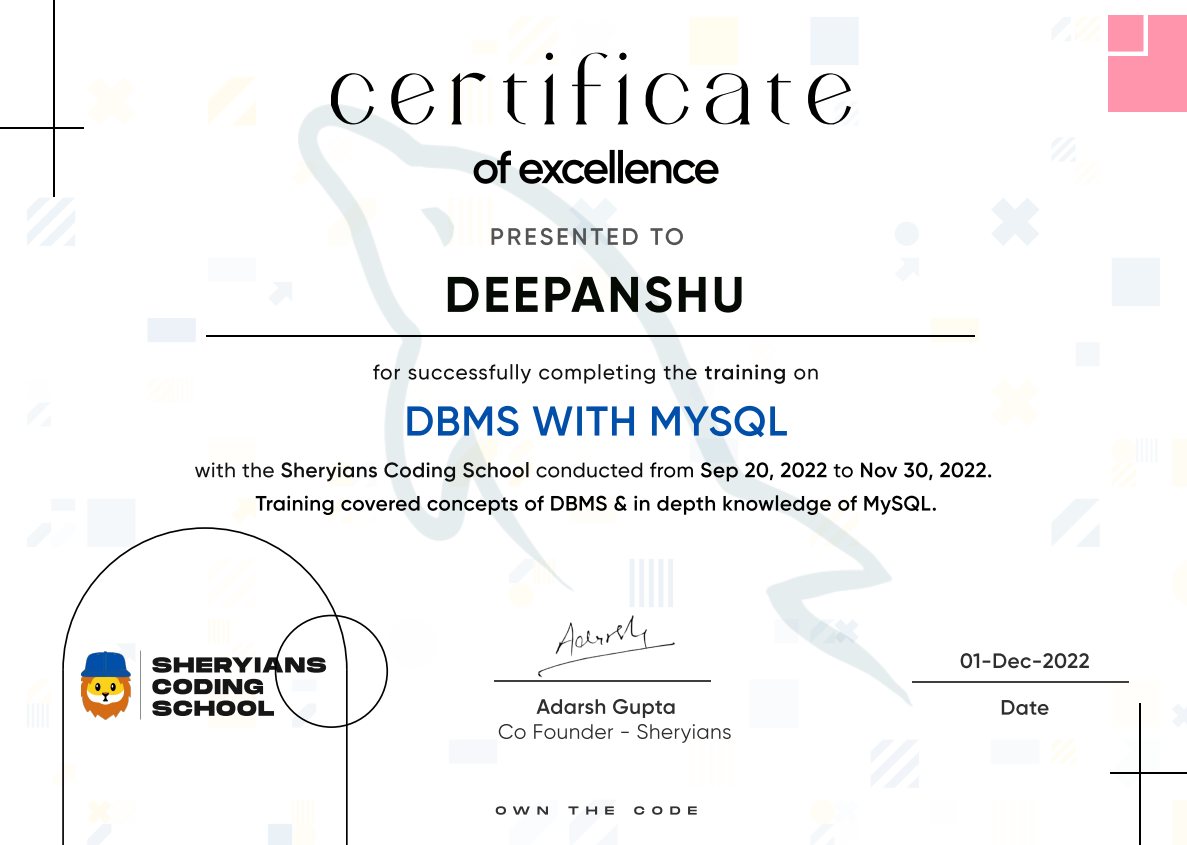 certificate
of excellence
PRESENTED TO
DEEPANSHU
for successfully completing the training on
DBMS WITH MYSQL
with the Sheryians Coding School conducted from Sep 20, 2022 to Nov 30, 2022.
Training covered concepts of DBMS & in depth knowledge of MySQL.
SHERYIANS
CODING
SCHOOL
Adarsh
Adarsh Gupta
Co Founder - Sheryians
01-Dec-2022
Date
OWN THE CODE